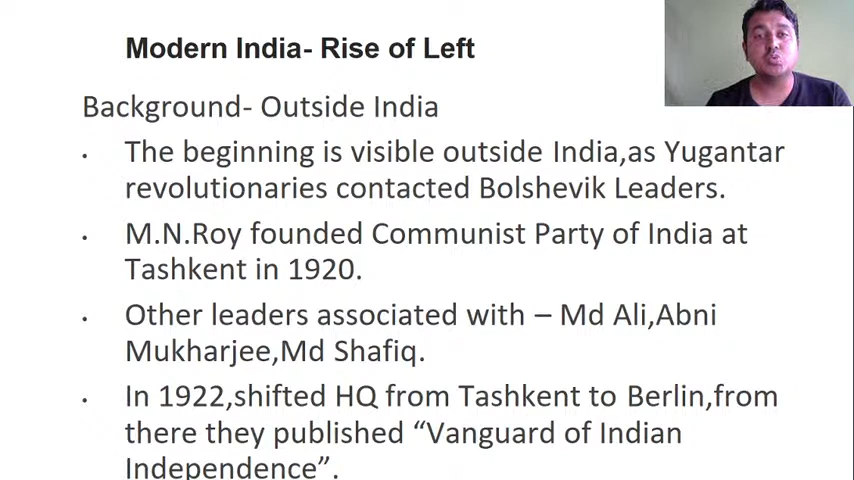 Modern India- Rise of Left
Background- Outside India
• The beginning is visible outside India,as Yugantar
revolutionaries contacted Bolshevik Leaders.
• M.N.Roy founded Communist Party of India at
Tashkent in 1920.
• Other leaders associated with – Md Ali,Abni
Mukharjee,Md Shafiq.
• In 1922,shifted HQ from Tashkent to Berlin,from
there they published “Vanguard of Indian
Independence”.